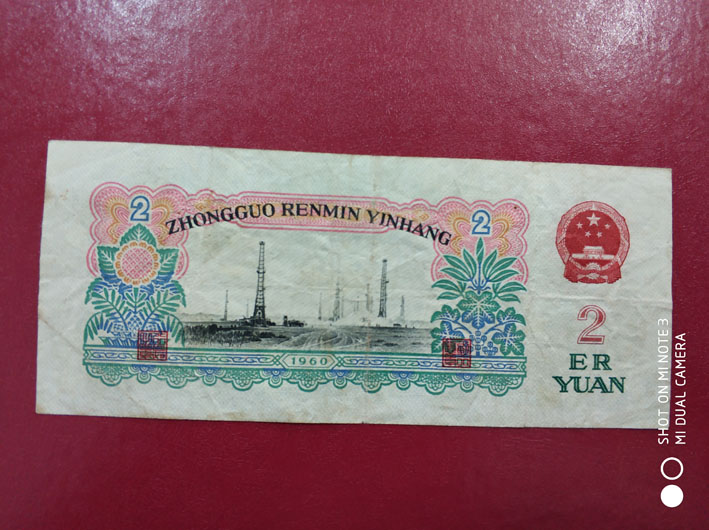 2
2
ZHONGGUO RENMIN YINHANG
1960
2
ER
YUAN
SHOT ON MI NOTE 3
MI DUAL CAMERA